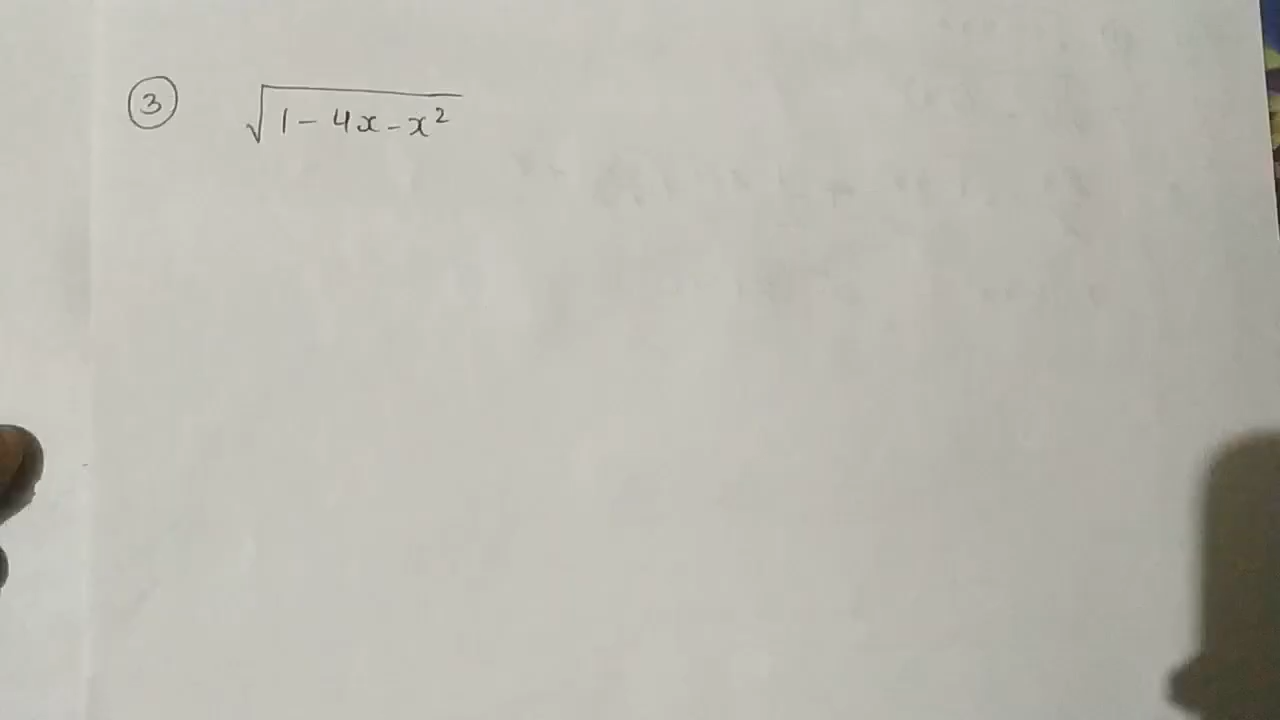 ③ √(1 - 4x - x²)